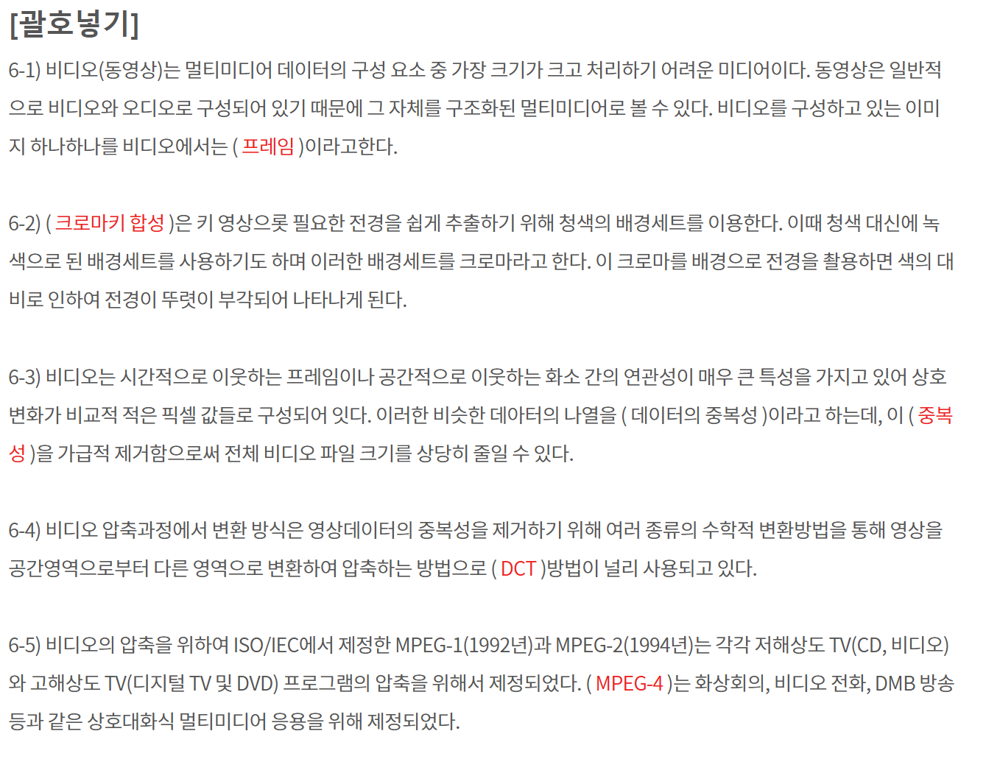 [괄호넣기]
6-1) 비디오(동영상)는 멀티미디어 데이터의 구성 요소 중 가장 크기가 크고 처리하기 어려운 미디어이다. 동영상은 일반적
으로 비디오와 오디오로 구성되어 있기 때문에 그 자체를 구조화된 멀티미디어로 볼 수 있다. 비디오를 구성하고 있는 이미
지 하나하나를 비디오에서는 ( 프레임 )이라고한다.
6-2) ( 크로마키 합성 )은 키 영상으롯 필요한 전경을 쉽게 추출하기 위해 청색의 배경세트를 이용한다. 이때 청색 대신에 녹
색으로 된 배경세트를 사용하기도 하며 이러한 배경세트를 크로마라고 한다. 이 크로마를 배경으로 전경을 촬용하면 색의 대
비로 인하여 전경이 뚜렷이 부각되어 나타나게 된다.
6-3) 비디오는 시간적으로 이웃하는 프레임이나 공간적으로 이웃하는 화소 간의 연관성이 매우 큰 특성을 가지고 있어 상호
변화가 비교적 적은 픽셀 값들로 구성되어 잇다. 이러한 비슷한 데아터의 나열을 ( 데이터의 중복성 )이라고 하는데, 이 ( 중복
성 )을 가급적 제거함으로써 전체 비디오 파일 크기를 상당히 줄일 수 있다.
6-4) 비디오 압축과정에서 변환 방식은 영상데이터의 중복성을 제거하기 위해 여러 종류의 수학적 변환방법을 통해 영상을
공간영역으로부터 다른 영역으로 변환하여 압축하는 방법으로 ( DCT )방법이 널리 사용되고 있다.
6-5) 비디오의 압축을 위하여 ISO/IEC에서 제정한 MPEG-1(1992년)과 MPEG-2(1994년)는 각각 저해상도 TV(CD, 비디오)
와 고해상도 TV(디지털 TV 및 DVD) 프로그램의 압축을 위해서 제정되었다. ( MPEG-4 )는 화상회의, 비디오 전화, DMB 방송
등과 같은 상호대화식 멀티미디어 응용을 위해 제정되었다.